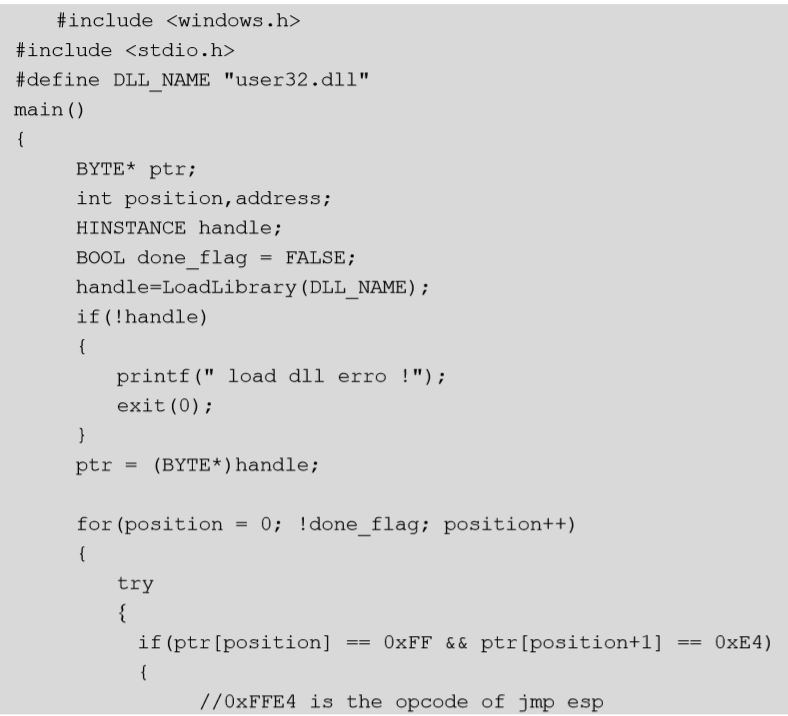 #include <windows.h>
#include <stdio.h>
#define DLL_NAME "user32.dll"
main()
{
BYTE* ptr;
int position,address;
HINSTANCE handle;
BOOL done_flag = FALSE;
handle=LoadLibrary(DLL_NAME);
if(!handle)
{
printf(" load dll erro !");
exit(0);
}
ptr = (BYTE*)handle;
for(position = 0; !done_flag; position++)
{
try
{
if(ptr[position] == 0xFF && ptr[position+1] == 0xE4)
{
//0xFFE4 is the opcode of jmp esp